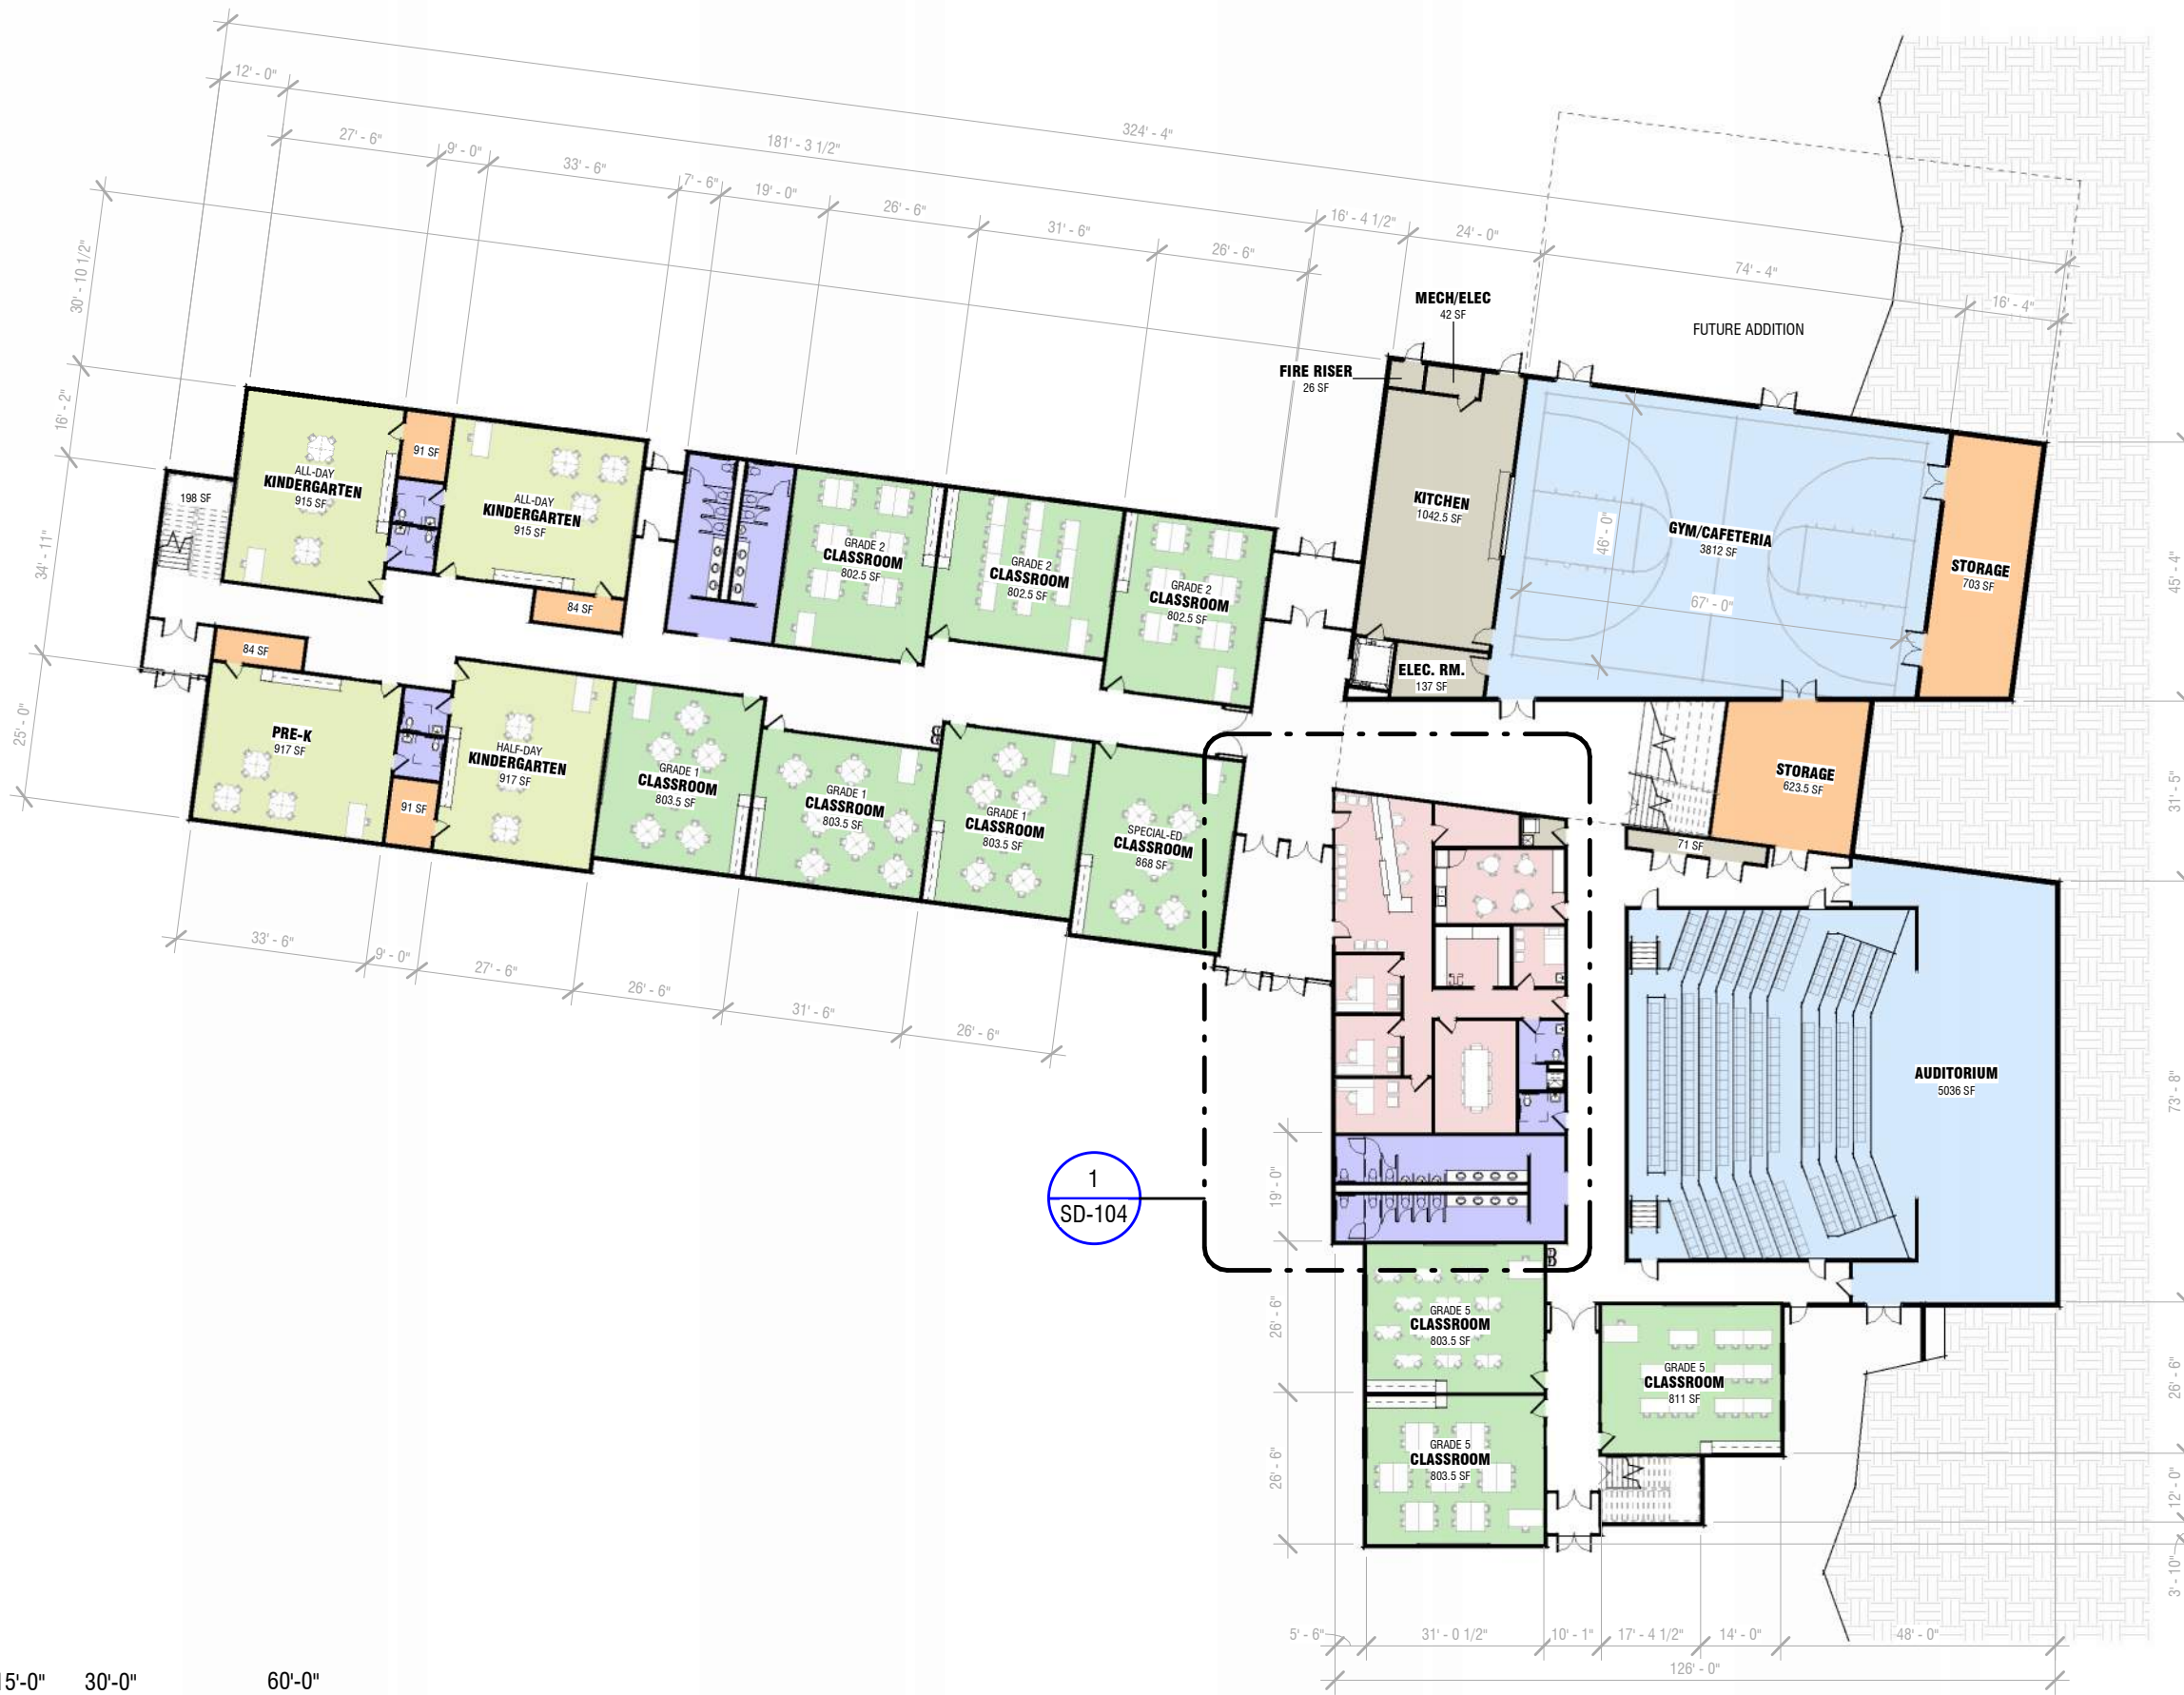 12' - 0"
324' - 4"
181' - 3 1/2"
27' - 6"
9' - 0"
33' - 6"
7' - 6"
19' - 0"
26' - 6"
31' - 6"
26' - 6"
16' - 4 1/2"
24' - 0"
74' - 4"
16' - 4"
30' - 10 1/2"
16' - 2"
34' - 11"
25' - 0"
MECH/ELEC
42 SF
FUTURE ADDITION
FIRE RISER
26 SF
198 SF
ALL-DAY
KINDERGARTEN
915 SF
91 SF
ALL-DAY
KINDERGARTEN
915 SF
84 SF
GRADE 2
CLASSROOM
802.5 SF
GRADE 2
CLASSROOM
802.5 SF
GRADE 2
CLASSROOM
802.5 SF
KITCHEN
1042.5 SF
46' - 0"
GYM/CAFETERIA
3812 SF
67' - 0"
STORAGE
703 SF
45' - 4"
ELEC. RM.
137 SF
84 SF
PRE-K
917 SF
91 SF
HALF-DAY
KINDERGARTEN
917 SF
GRADE 1
CLASSROOM
803.5 SF
GRADE 1
CLASSROOM
803.5 SF
GRADE 1
CLASSROOM
803.5 SF
SPECIAL-ED
CLASSROOM
868 SF
STORAGE
623.5 SF
31' - 5"
71 SF
33' - 6"
9' - 0"
27' - 6"
26' - 6"
31' - 6"
26' - 6"
AUDITORIUM
5036 SF
73' - 8"
1
SD-104
19' - 0"
26' - 6"
26' - 6"
GRADE 5
CLASSROOM
803.5 SF
GRADE 5
CLASSROOM
811 SF
GRADE 5
CLASSROOM
803.5 SF
26' - 6"
12' - 0"
3' - 10"
5' - 6"
31' - 0 1/2"
10' - 1"
17' - 4 1/2"
14' - 0"
48' - 0"
126' - 0"
15'-0"
30'-0"
60'-0"